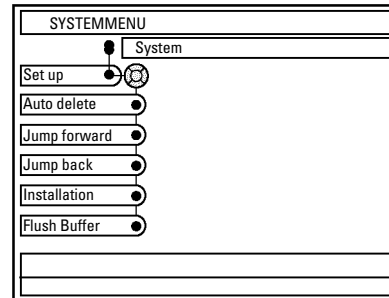 SYSTEMMENU
System
Set up
Auto delete
Jump forward
Jump back
Installation
Flush Buffer